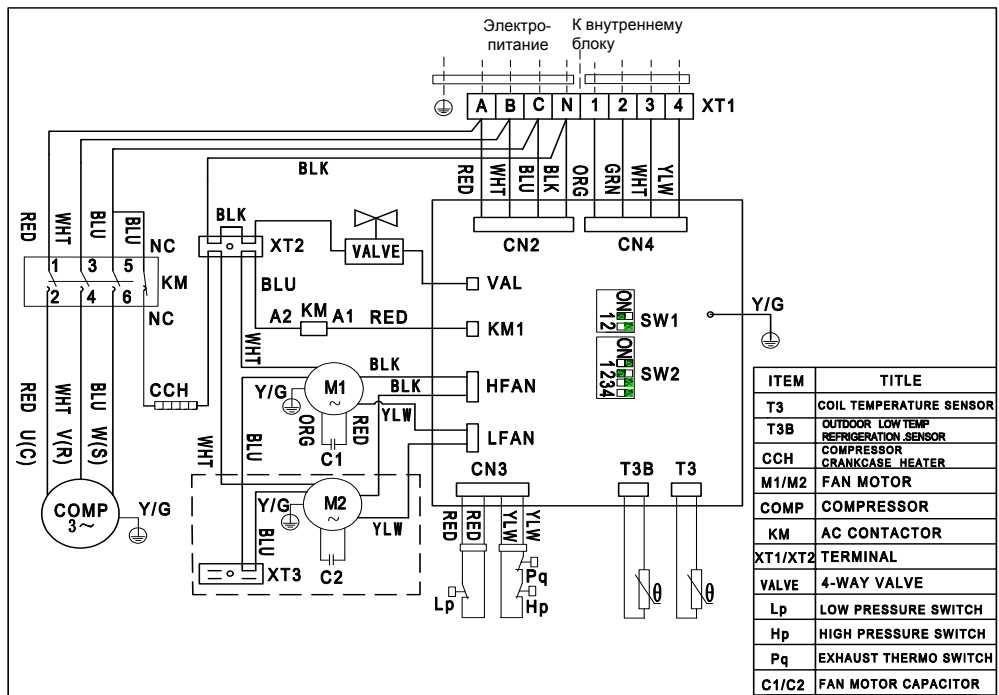 Электро-
питание
К внутреннему
блоку
A B C N 1 2 3 4 XT1
BLK
RED WHT BLU BLK ORG GRN WHT YLW
RED WHT BLU BLU NC
BLK
XT2
VALVE
CN2 CN4
1 3 5
KM
2 4 6
NC
BLU
VAL
A2 KM A1 RED
KM1
ON
1 2
SW1
ON
1 2 3 4
SW2
Y/G
WHT
CCH
Y/G M1 ~
BLK
BLK
HFAN
YLW
ORG RED
C1
LFAN
RED U(C)
WHT V(R)
BLU W(S)
WHT BLU
CN3 T3B T3
COMP
3~
Y/G
Y/G M2 ~
YLW
BLU
C2
XT3
RED RED YLW YLW
Lp Pq Hp
θ θ
ITEM TITLE
T3 COIL TEMPERATURE SENSOR
T3B OUTDOOR LOW TEMP
REFRIGERATION .SENSOR
CCH COMPRESSOR
CRANKCASE HEATER
M1/M2 FAN MOTOR
COMP COMPRESSOR
KM AC CONTACTOR
XT1/XT2 TERMINAL
VALVE 4-WAY VALVE
Lp LOW PRESSURE SWITCH
Hp HIGH PRESSURE SWITCH
Pq EXHAUST THERMO SWITCH
C1/C2 FAN MOTOR CAPACITOR